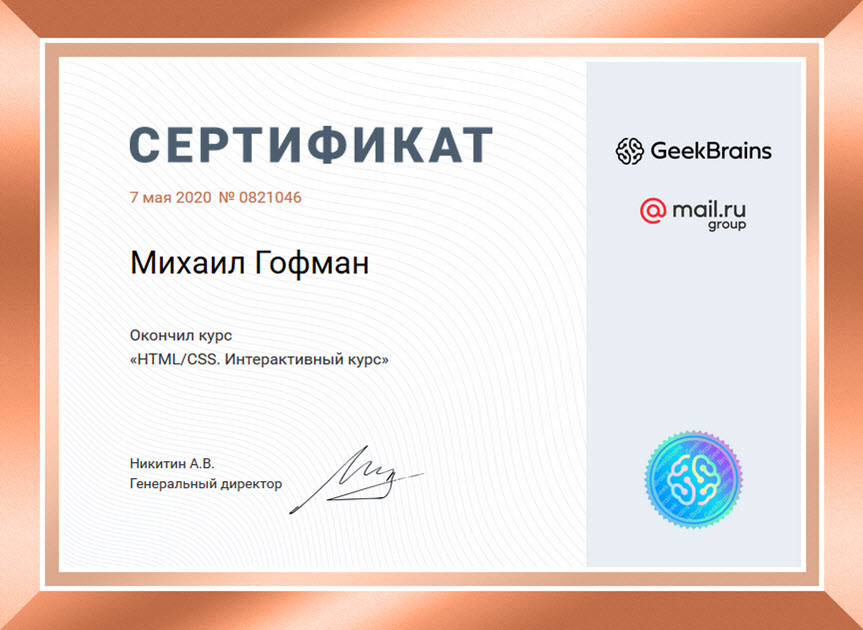 СЕРТИФИКАТ
7 мая 2020 № 0821046
Михаил Гофман
Окончил курс
«HTML/CSS. Интерактивный курс»
Никитин А.В.
Генеральный директор
GeekBrains
@mail.ru
group